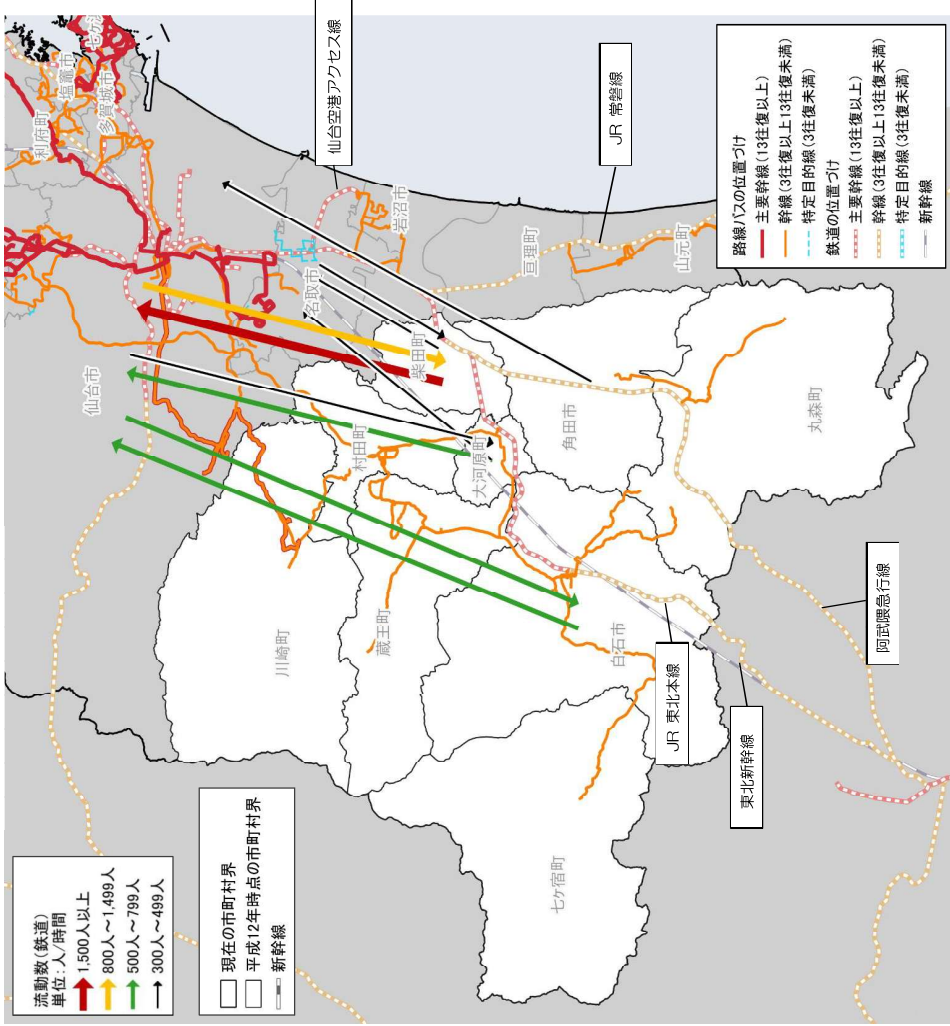 流動数(鉄道)
単位:人/時間
1,500人以上
800人～1,499人
500人～799人
300人～499人
現在の市町村界
平成12年時点の市町村界
新幹線
路線バスの位置づけ
主要幹線(13往復以上)
幹線(3往復以上13往復未満)
特定目的線(3往復未満)
鉄道の位置づけ
主要幹線(13往復以上)
幹線(3往復以上13往復未満)
特定目的線(3往復未満)
新幹線
仙台空港アクセス線
JR 常磐線
阿武隈急行線
JR 東北本線
東北新幹線
利府町
塩竈市
多賀城市
仙台市
名取市
岩沼市
亘理町
山元町
柴田町
村田町
大河原町
角田市
丸森町
川崎町
蔵王町
白石市
七ケ宿町